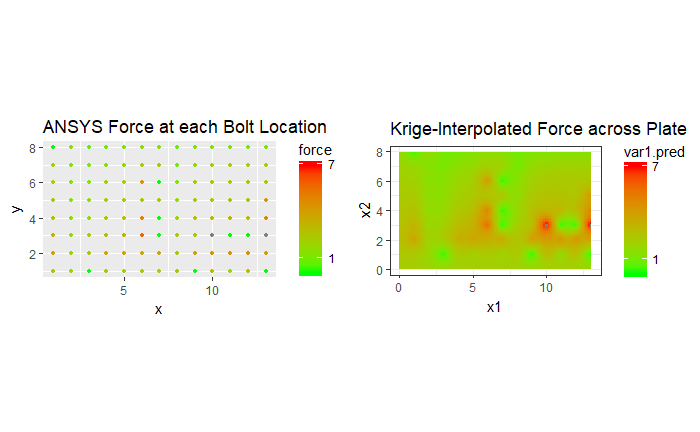 ANSYS Force at each Bolt Location
force
7
1
8
6
4
2
y
5
10
x
Krige-Interpolated Force across Plate
var1.pred
7
1
8
6
4
2
0
x2
0
5
10
x1